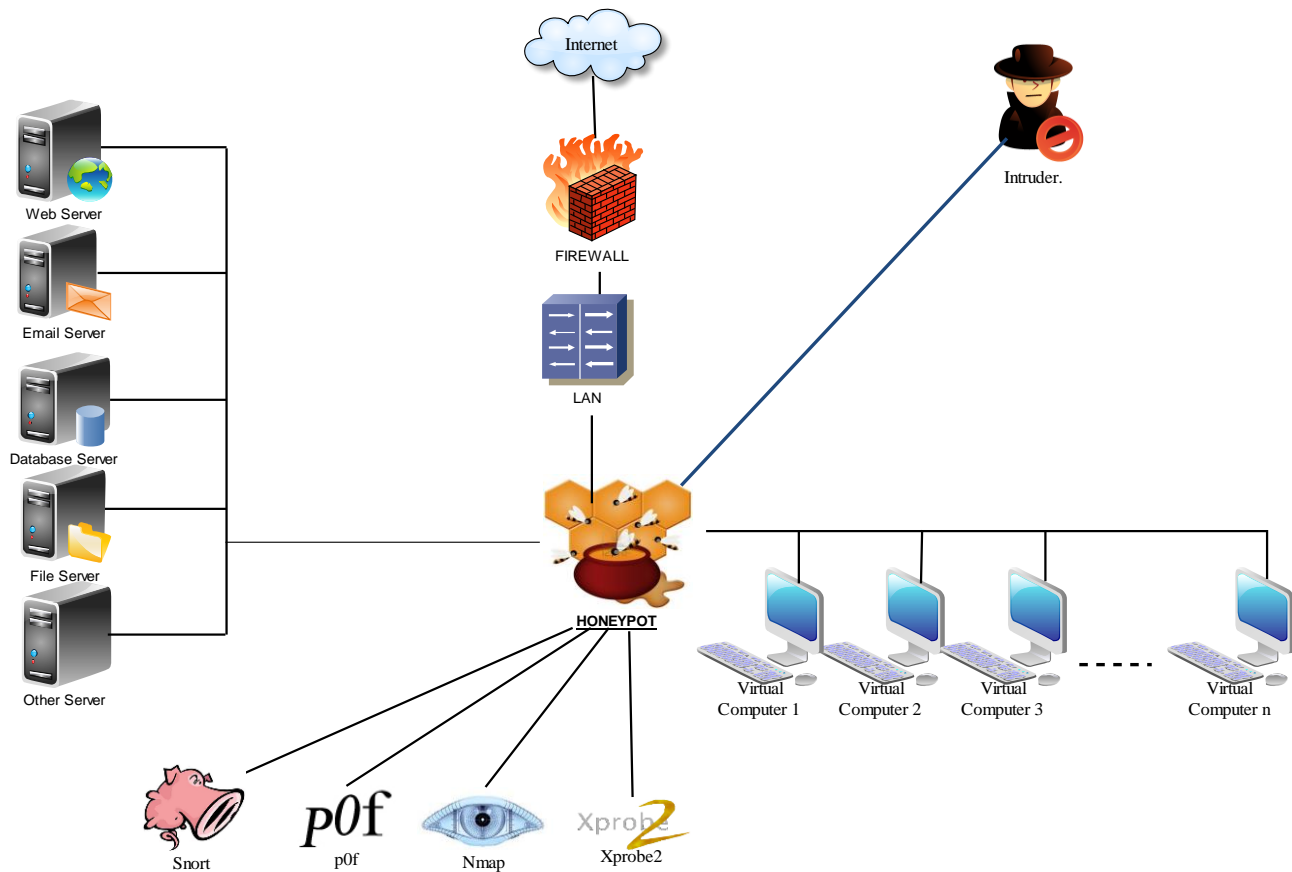 Internet
Intruder.
Web Server
FIREWALL
Email Server
LAN
Database Server
File Server
HONEYPOT
Other Server
Virtual
Computer 1
Virtual
Computer 2
Virtual
Computer 3
Virtual
Computer n
p0f
Xprobe2
Snort
p0f
Nmap
Xprobe2